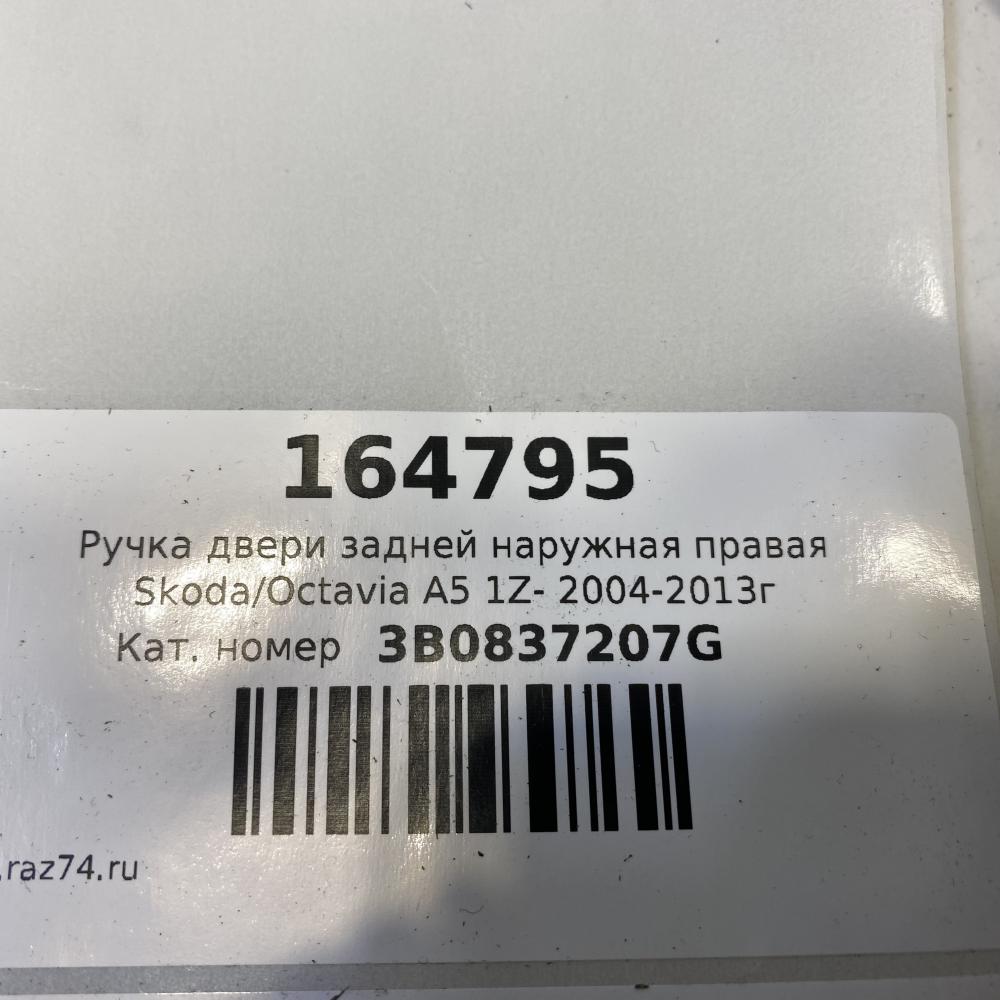 164795
Ручка двери задней наружная правая
Skoda/Octavia A5 1Z- 2004-2013г
Кат. номер 3B0837207G
.raz74.ru